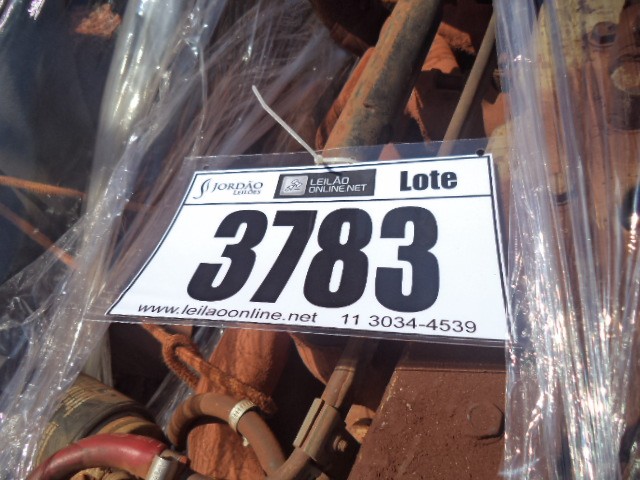 JORDÃO LEILÕES LEILÃO ONLINE.NET Lote
3783
www.leilaoonline.net 11 3034-4539